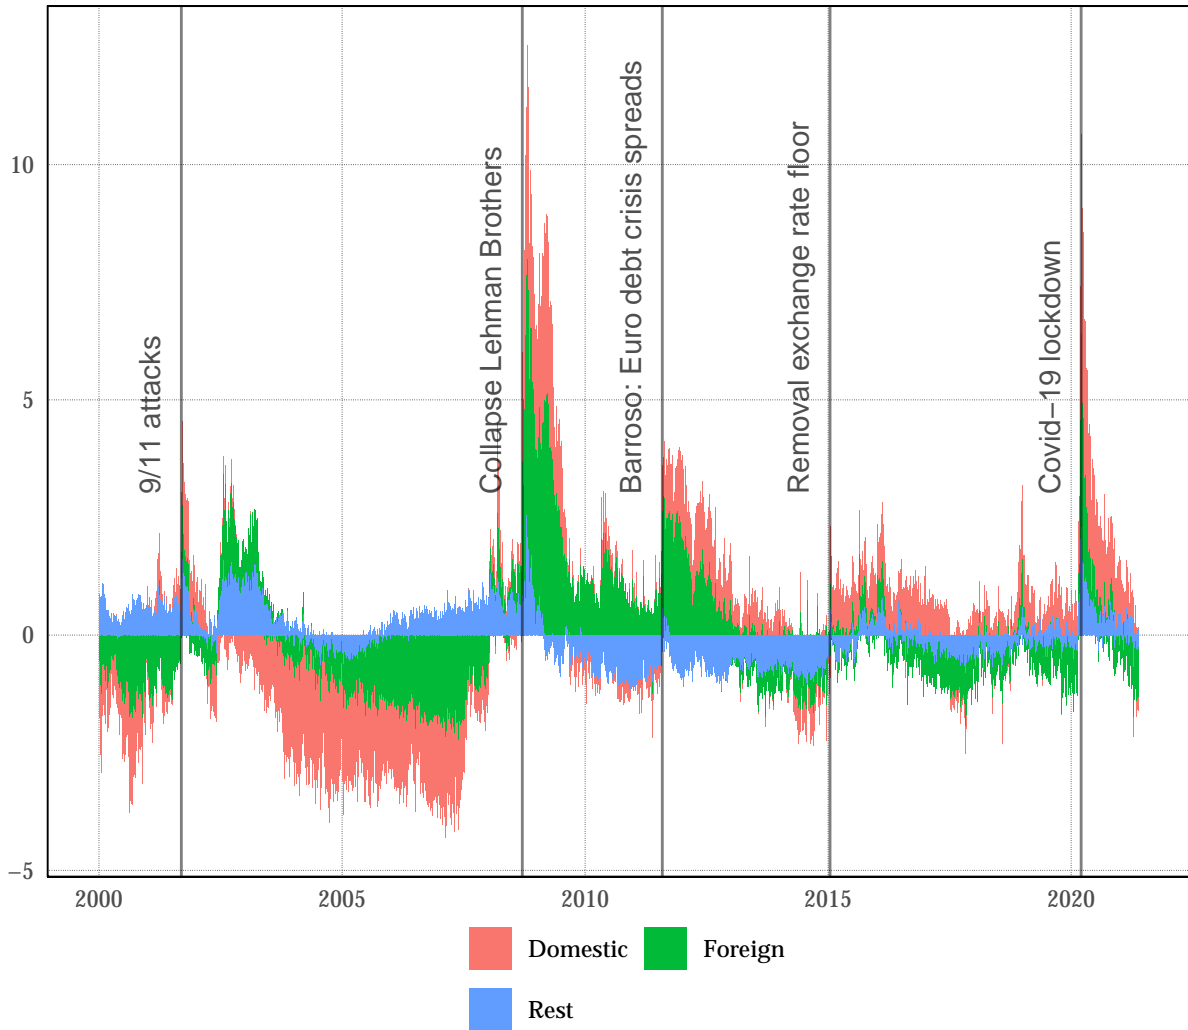 10
5
0
−5
9/11 attacks
Collapse Lehman Brothers
Barroso: Euro debt crisis spreads
Removal exchange rate floor
Covid−19 lockdown
2000
2005
2010
2015
2020
Domestic
Foreign
Rest